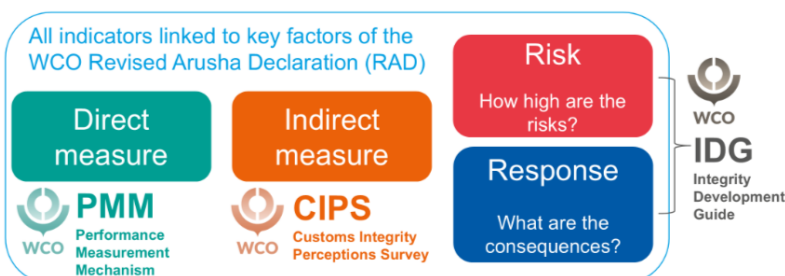 All indicators linked to key factors of the
WCO Revised Arusha Declaration (RAD)
Direct
measure
WCO
PMM
Performance
Measurement
Mechanism
Indirect
measure
WCO
CIPS
Customs Integrity
Perceptions Survey
Risk
How high are the
risks?
Response
What are the
consequences?
WCO
IDG
Integrity
Development
Guide